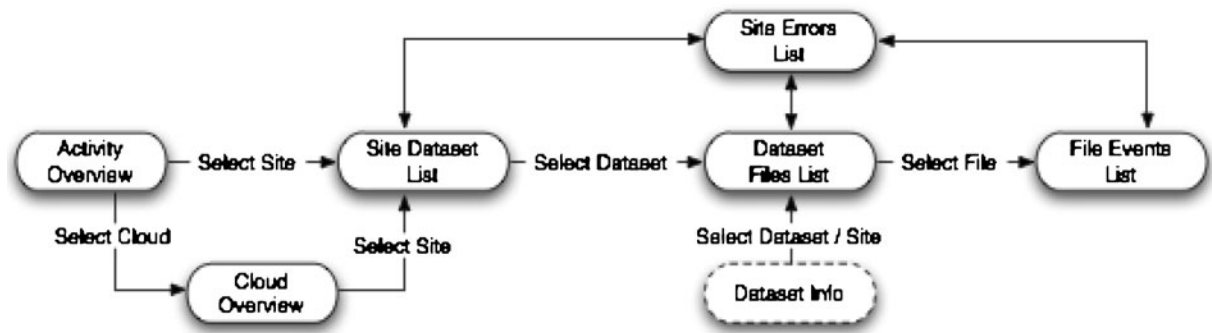 Site Errors
List
Activity
Overview
Select Site
Site Dataset
List
Select Dataset
Dataset
Files List
Select File
File Events
List
Select Cloud
Select Site
Select Dataset / Site
Cloud
Overview
Dataset Info